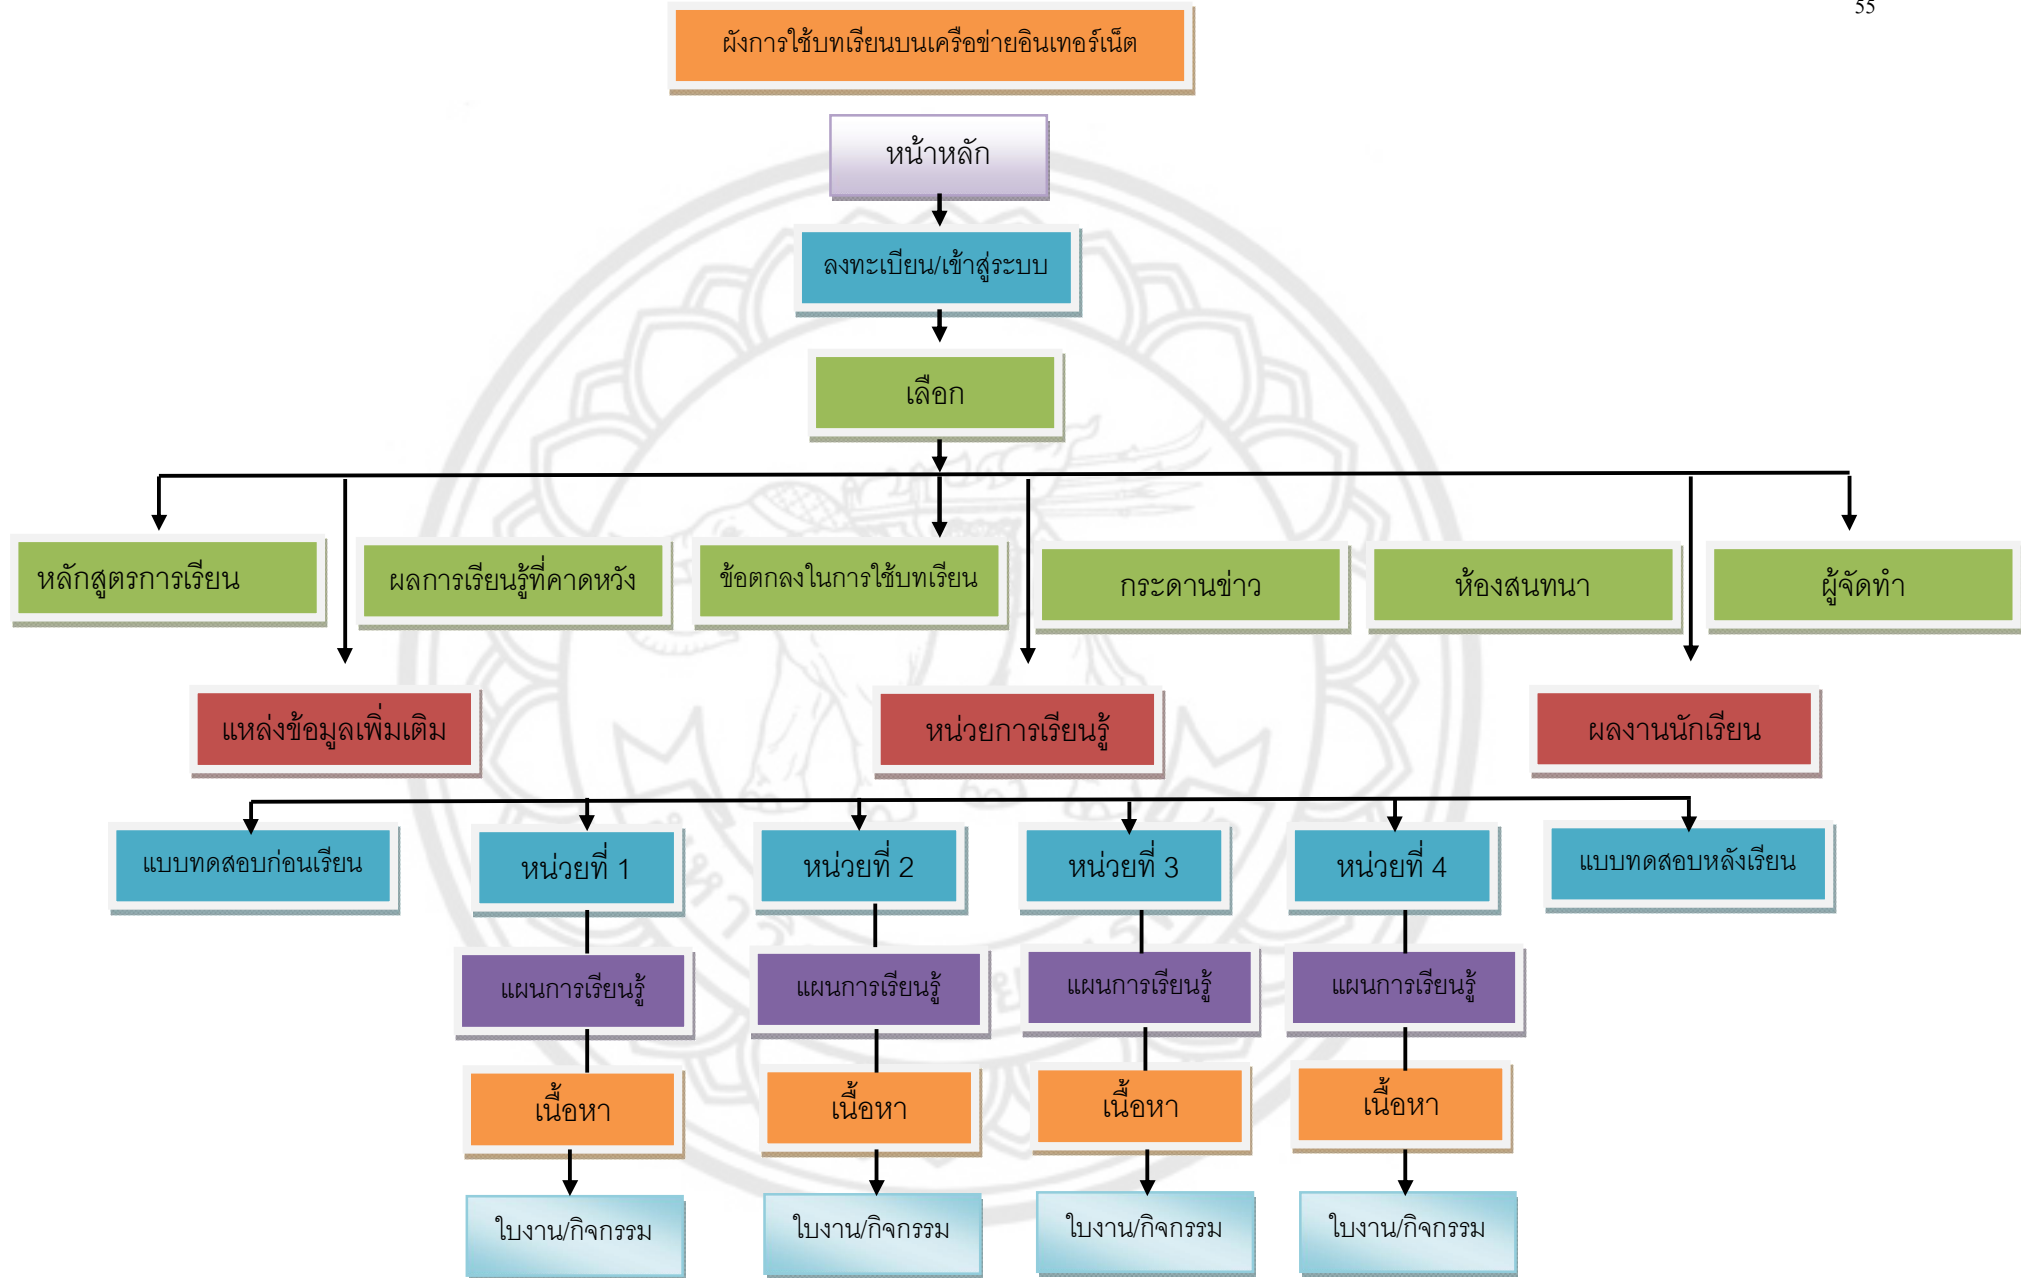 55
ผังการใช้บทเรียนบนเครือข่ายอินเทอร์เน็ต
หน้าหลัก
ลงทะเบียน/เข้าสู่ระบบ
เลือก
หลักสูตรการเรียน
ผลการเรียนรู้ที่คาดหวัง
ข้อตกลงในการใช้บทเรียน
กระดานข่าว
ห้องสนทนา
ผู้จัดทำ
แหล่งข้อมูลเพิ่มเติม
หน่วยการเรียนรู้
ผลงานนักเรียน
แบบทดสอบก่อนเรียน
หน่วยที่ 1
หน่วยที่ 2
หน่วยที่ 3
หน่วยที่ 4
แบบทดสอบหลังเรียน
แผนการเรียนรู้
แผนการเรียนรู้
แผนการเรียนรู้
แผนการเรียนรู้
เนื้อหา
เนื้อหา
เนื้อหา
เนื้อหา
ใบงาน/กิจกรรม
ใบงาน/กิจกรรม
ใบงาน/กิจกรรม
ใบงาน/กิจกรรม